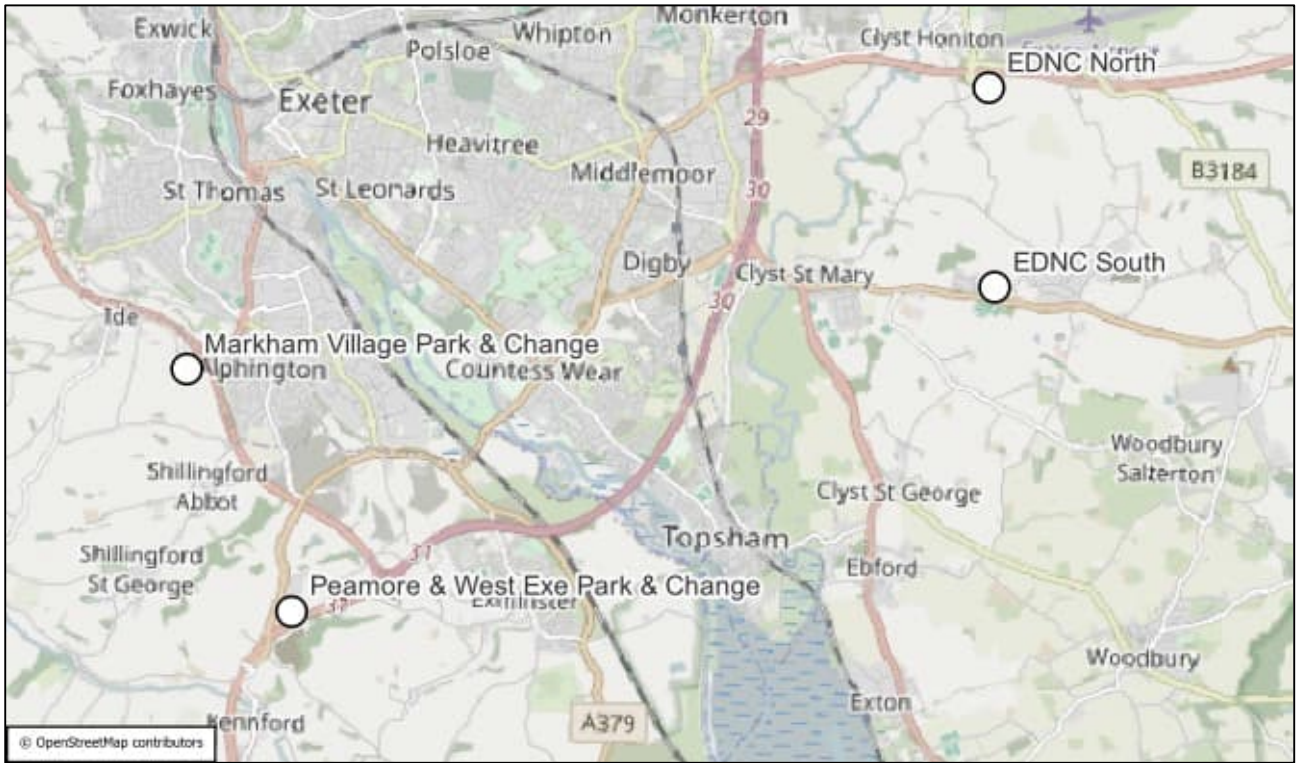 Monkerton
Exwick
Whipton
Polsloe
Clyst Honiton
EDNC North
Foxhayes
Exeter
29
Heavitree
Middlemoor
B3184
St Thomas
St Leonards
30
Digby
Clyst St Mary
EDNC South
30
Ide
Markham Village Park & Change
Alphington
Countess Wear
Woodbury
Salterton
Shillingford
Abbot
Clyst St George
Topsham
31
Shillingford
St George
Ebford
Peamore & West Exe Park & Change
31
Exminster
Woodbury
Exton
Kennford
A379
© OpenStreetMap contributors